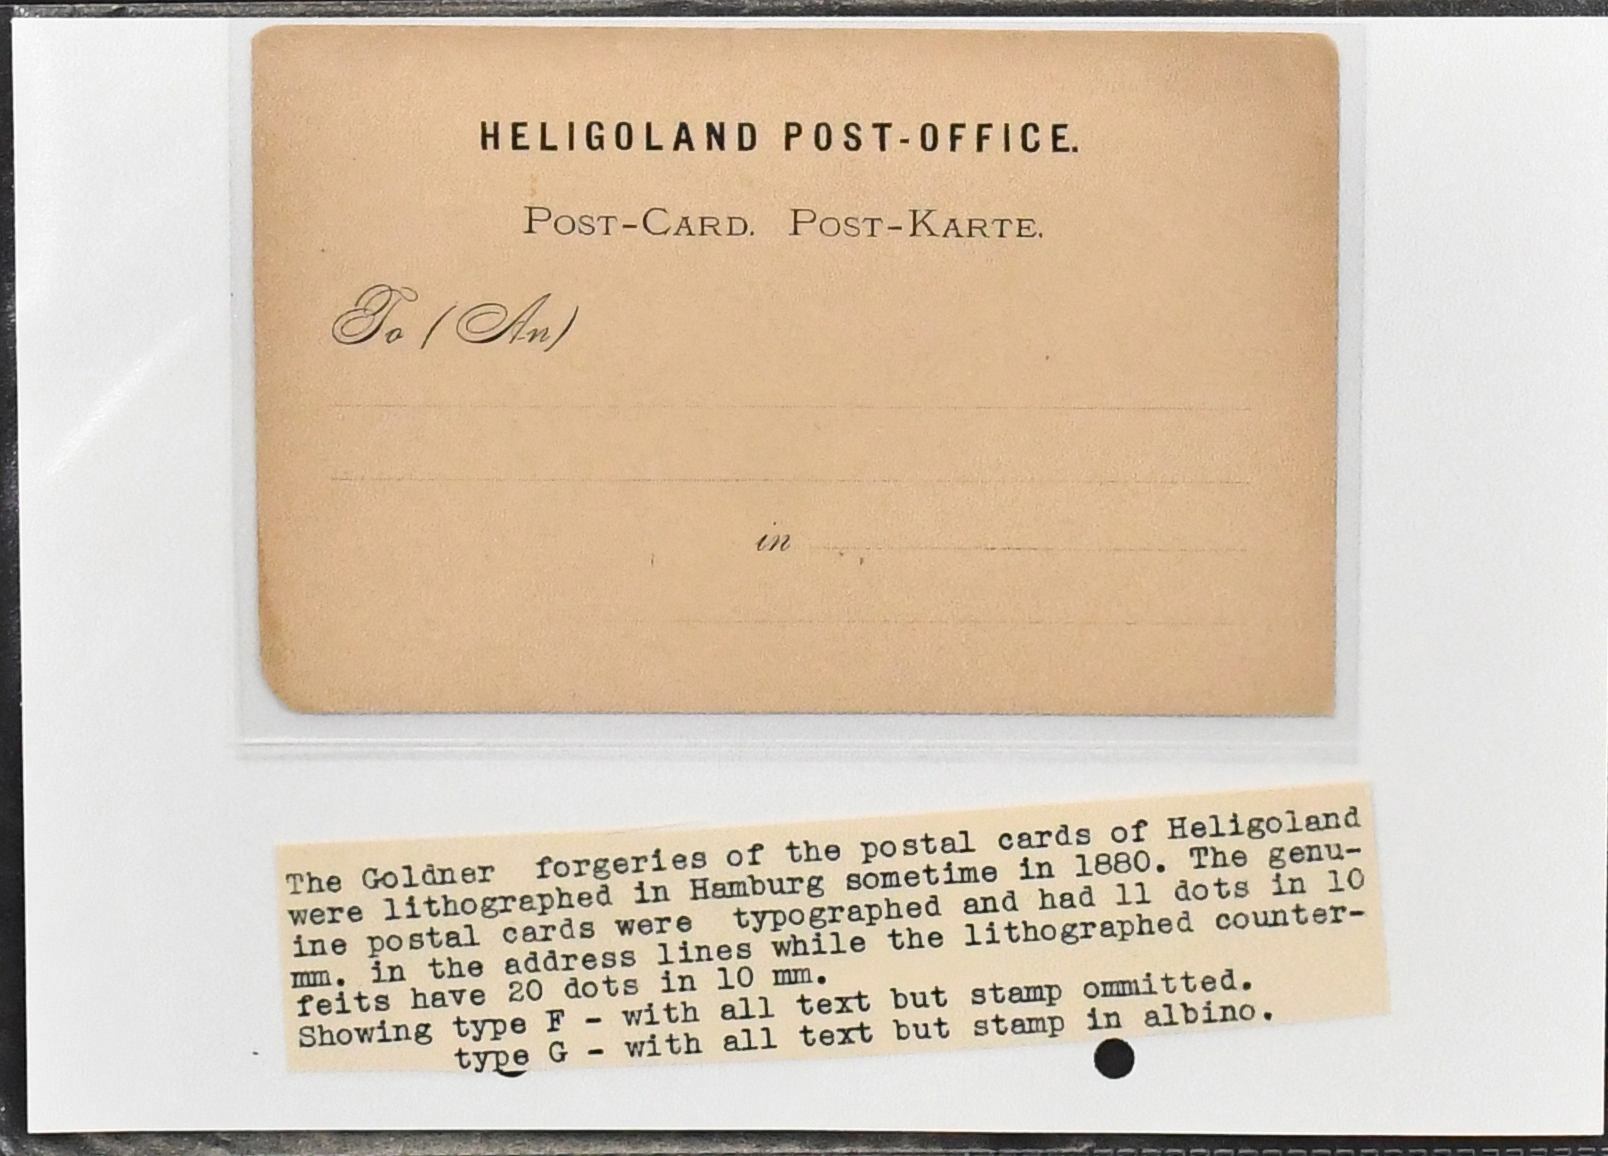 HELIGOLAND POST-OFFICE.
POST-CARD. POST-KARTE.
To (An)
in
The Goldner forgeries of the postal cards of Heligoland
were lithographed in Hamburg sometime in 1880. The genu-
ine postal cards were typographed and had 11 dots in 10
mm. in the address lines while the lithographed counter-
feits have 20 dots in 10 mm.
Showing type F - with all text but stamp ommitted.
type G - with all text but stamp in albino.